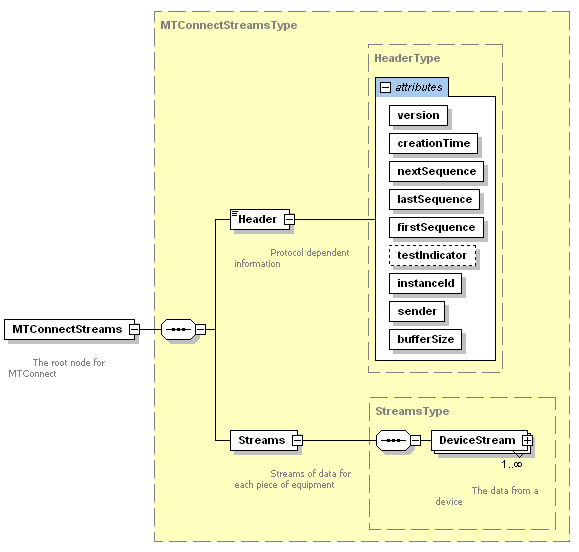 MTConnectStreamsType
HeaderType
attributes
version
creationTime
nextSequence
lastSequence
firstSequence
testIndicator
instanceId
sender
bufferSize
Header
Protocol dependent
information
MTConnectStreams
The root node for
MTConnect
StreamsType
Streams
DeviceStream
1..∞
Streams of data for
each piece of equipment
The data from a
device